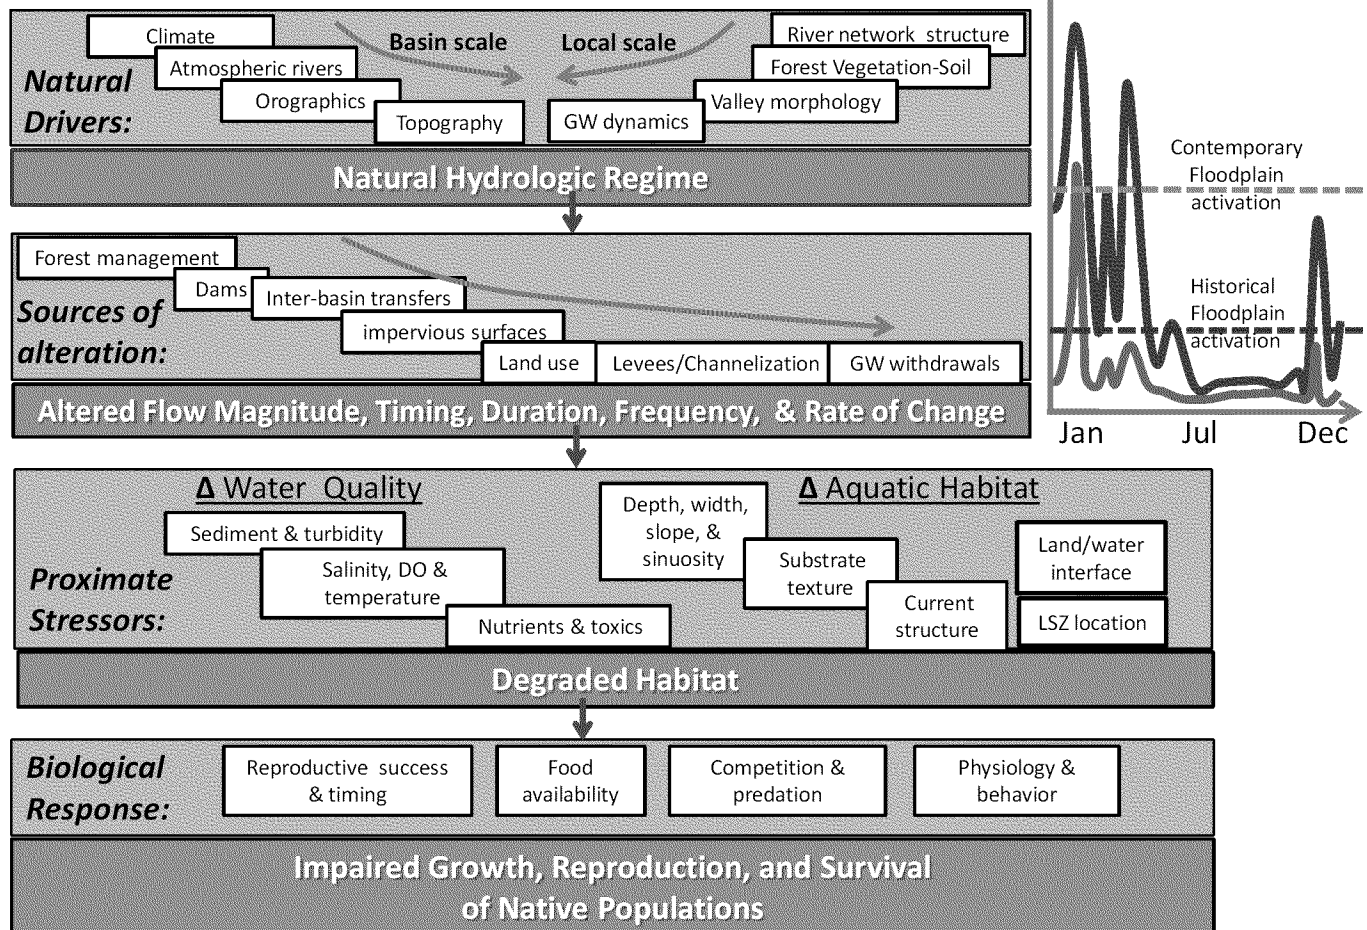 Natural
Drivers:
Climate
Atmospheric rivers
Orographics
Topography
Basin scale
Local scale
River network structure
Forest Vegetation-Soil
Valley morphology
GW dynamics
Natural Hydrologic Regime
Sources of
alteration:
Forest management
Dams
Inter-basin transfers
impervious surfaces
Land use
Levees/Channelization
GW withdrawals
Altered Flow Magnitude, Timing, Duration, Frequency, & Rate of Change
Contemporary
Floodplain
activation
Historical
Floodplain
activation
Jan
Jul
Dec
Proximate
Stressors:
Δ Water Quality
Sediment & turbidity
Salinity, DO &
temperature
Nutrients & toxics
Δ Aquatic Habitat
Depth, width,
slope, &
sinuosity
Substrate
texture
Current
structure
Land/water
interface
LSZ location
Degraded Habitat
Biological
Response:
Reproductive success
& timing
Food
availability
Competition &
predation
Physiology &
behavior
Impaired Growth, Reproduction, and Survival
of Native Populations